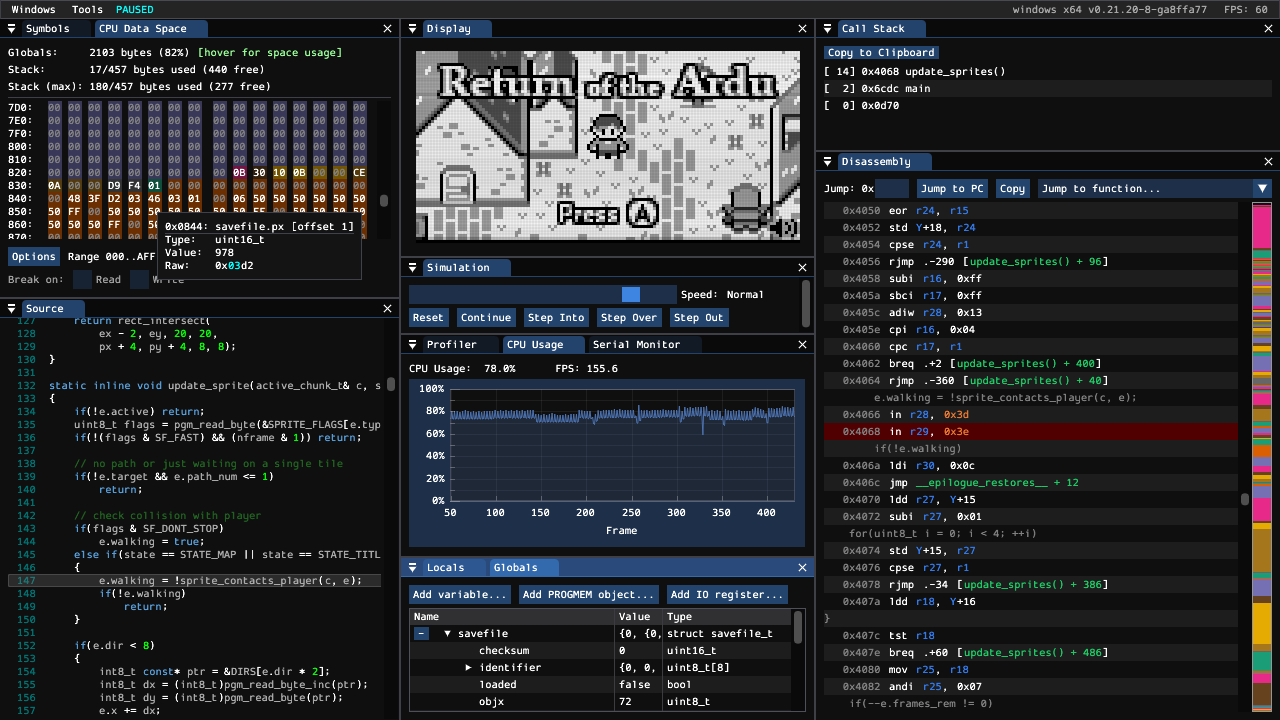 Windows Tools PAUSED
windows x64 v0.21.20-8-ga8ffa77 FPS: 60
Symbols CPU Data Space
Globals: 2103 bytes (82%) [hover for space usage]
Stack: 17/457 bytes used (440 free)
Stack (max): 180/457 bytes used (277 free)
7D0: 00 00 00 00 00 00 00 00 00 00 00 00 00 00 00 00
7E0: 00 00 00 00 00 00 00 00 00 00 00 00 00 00 00 00
7F0: 00 00 00 00 00 00 00 00 00 00 00 00 00 00 00 00
800: 00 00 00 00 00 00 00 00 00 00 00 00 00 00 00 00
810: 00 00 00 00 00 00 00 00 00 00 00 00 00 00 00 00
820: 00 00 00 00 00 00 00 00 00 0B 30 10 0B 00 00 CE
830: 0A 00 00 D9 F4 01 00 00 00 00 00 00 00 00 00 00
840: 00 48 3F D2 03 46 03 01 00 06 50 50 50 50 50 50
850: 50 FF 00 50 50
860: 50 50 50 FF 00
870:
0x0844: savefile.px [offset 1]
Type: uint16_t
Value: 978
Raw: 0x03d2
Options Range 000..AFF
Break on: Read Write
Source
127 return rect_intersect(
128 ex - 2, ey, 20, 20,
129 px + 4, py + 4, 8, 8);
130 }
131
132 static inline void update_sprite(active_chunk_t& c, s
133 {
134 if(!e.active) return;
135 uint8_t flags = pgm_read_byte(&SPRITE_FLAGS[e.typ
136 if(!(flags & SF_FAST) && (nframe & 1)) return;
137
138 // no path or just waiting on a single tile
139 if(!e.target && e.path_num <= 1)
140 return;
141
142 // check collision with player
143 if(flags & SF_DONT_STOP)
144 e.walking = true;
145 else if(state == STATE_MAP || state == STATE_TITL
146 {
147 e.walking = !sprite_contacts_player(c, e);
148 if(!e.walking)
149 return;
150 }
151
152 if(e.dir < 8)
153 {
154 int8_t const* ptr = &DIRS[e.dir * 2];
155 int8_t dx = (int8_t)pgm_read_byte_inc(ptr);
156 int8_t dy = (int8_t)pgm_read_byte(ptr);
157 e.x += dx;
Display
Return of the Ardu
Press A
Simulation
Speed: Normal
Reset Continue Step Into Step Over Step Out
Profiler CPU Usage Serial Monitor
CPU Usage: 78.0% FPS: 155.6
100%
80%
60%
40%
20%
0%
50 100 150 200 250 300 350 400
Frame
Locals Globals
Add variable... Add PROGMEM object... Add IO register...
Name Value Type
− savefile {0, {0, struct savefile_t
checksum 0 uint16_t
identifier {0, 0, uint8_t[8]
loaded false bool
objx 72 uint8_t
Call Stack
Copy to Clipboard
[ 14] 0x4068 update_sprites()
[ 2] 0x6cdc main
[ 0] 0x0d70
Disassembly
Jump: 0x Jump to PC Copy Jump to function...
0x4050 eor r24, r15
0x4052 std Y+18, r24
0x4054 cpse r24, r1
0x4056 rjmp .-290 [update_sprites() + 96]
0x4058 subi r16, 0xff
0x405a sbci r17, 0xff
0x405c adiw r28, 0x13
0x405e cpi r16, 0x04
0x4060 cpc r17, r1
0x4062 breq .+2 [update_sprites() + 400]
0x4064 rjmp .-360 [update_sprites() + 40]
e.walking = !sprite_contacts_player(c, e);
0x4066 in r28, 0x3d
0x4068 in r29, 0x3e
if(!e.walking)
0x406a ldi r30, 0x0c
0x406c jmp __epilogue_restores__ + 12
0x4070 ldd r27, Y+15
0x4072 subi r27, 0x01
for(uint8_t i = 0; i < 4; ++i)
0x4074 std Y+15, r27
0x4076 cpse r27, r1
0x4078 rjmp .-34 [update_sprites() + 386]
0x407a ldd r18, Y+16
}
0x407c tst r18
0x407e breq .+60 [update_sprites() + 486]
0x4080 mov r25, r18
0x4082 andi r25, 0x07
if(--e.frames_rem != 0)